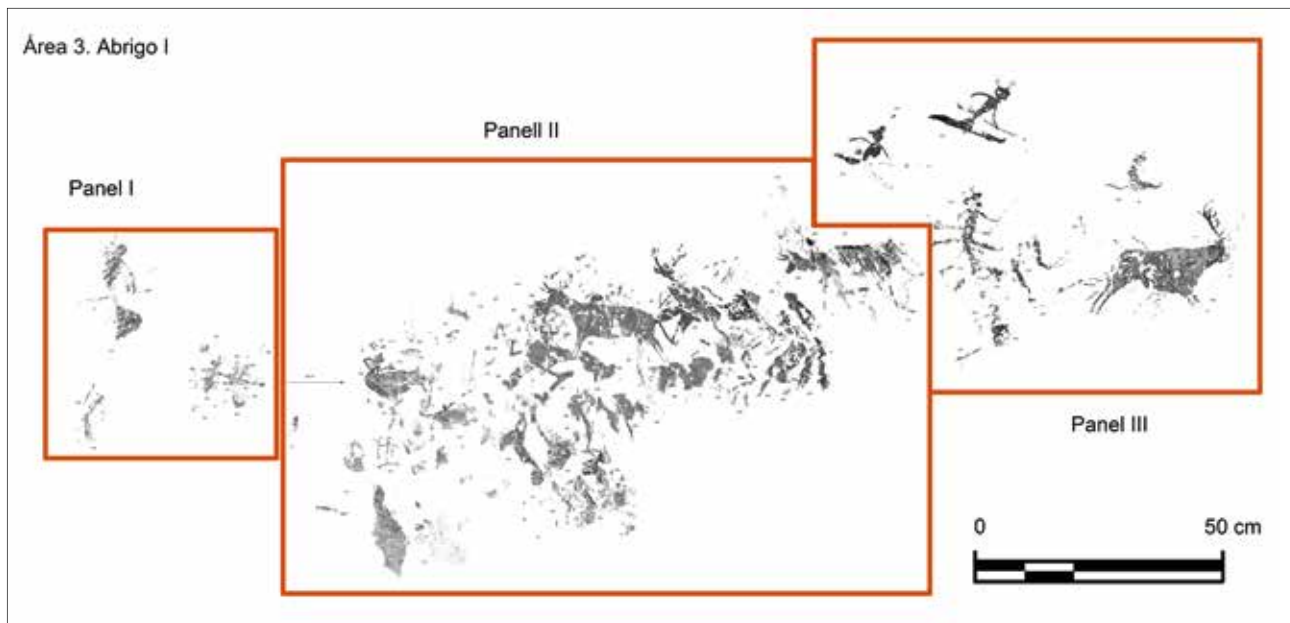 Área 3. Abrigo I
Panell II
Panel I
Panel III
0 50 cm